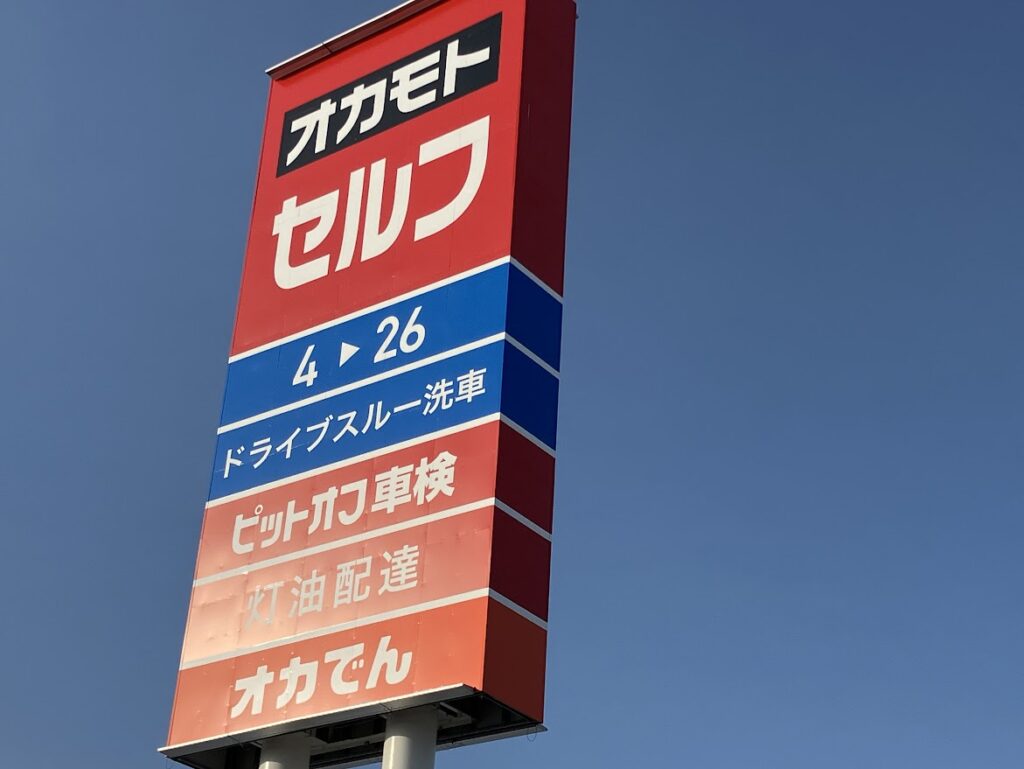 オカモト
セルフ
4▶26
ドライブスルー洗車
ピットオフ車検
灯油配達
オカでん